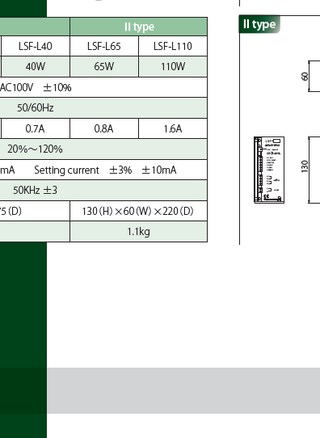 II type
LSF-L40 LSF-L65 LSF-L110
40W 65W 110W
AC100V ±10%
50/60Hz
0.7A 0.8A 1.6A
20%～120%
mA Setting current ±3% ±10mA
50KHz ±3
5 (D) 130 (H) ×60 (W) ×220 (D)
1.1kg
II type
60
130